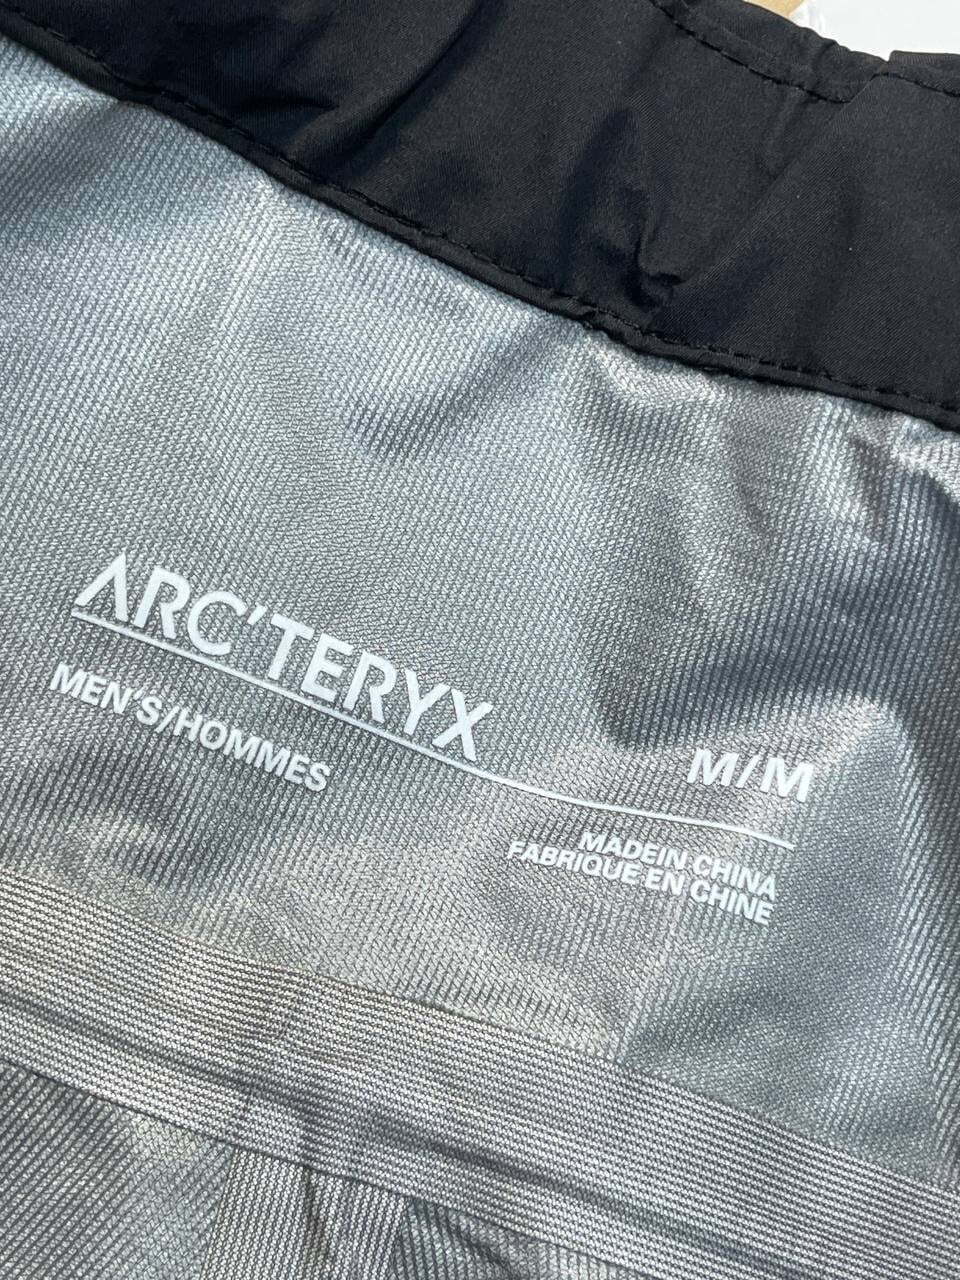 ARC'TERYX
MEN'S/HOMMES
M/M
MADEIN CHINA
FABRIQUE EN CHINE